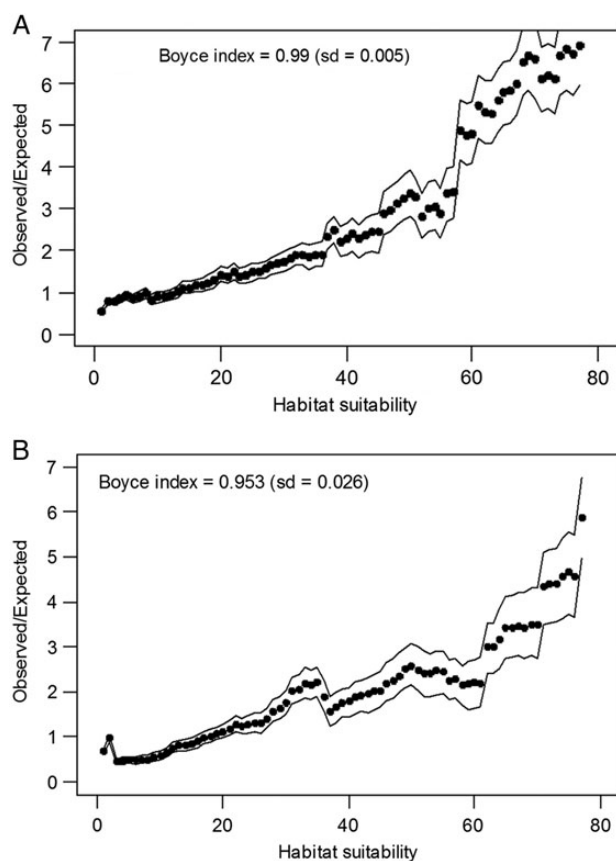 A
Boyce index = 0.99 (sd = 0.005)
7
6
5
4
3
2
1
0
Observed/Expected
0 20 40 60 80
Habitat suitability
B
Boyce index = 0.953 (sd = 0.026)
7
6
5
4
3
2
1
0
Observed/Expected
0 20 40 60 80
Habitat suitability